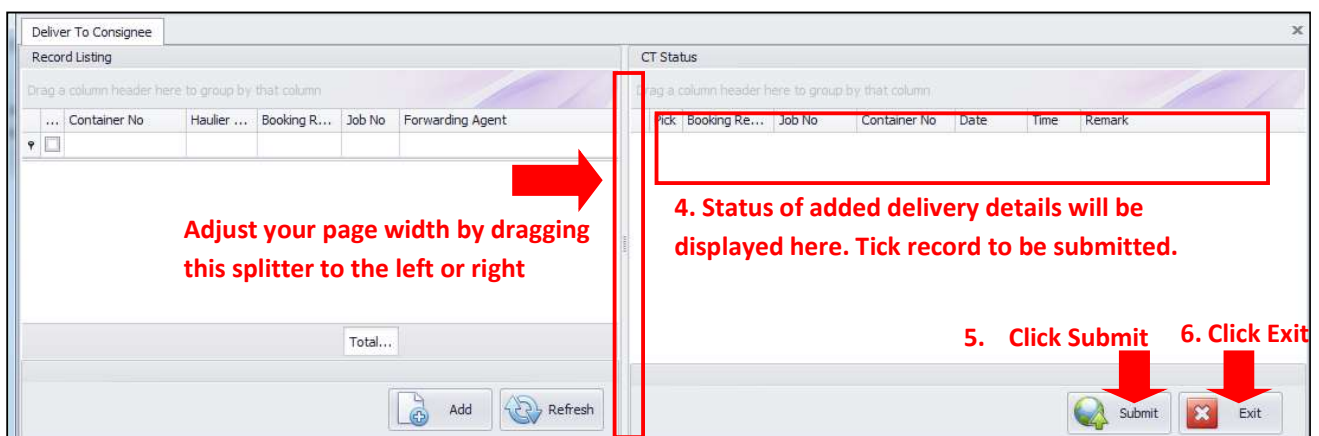 Deliver To Consignee
x
Record Listing
Drag a column header here to group by that column
... Container No Haulier ... Booking R... Job No Forwarding Agent
Adjust your page width by dragging
this splitter to the left or right
Total...
Add Refresh
CT Status
Drag a column header here to group by that column
Pick Booking Re... Job No Container No Date Time Remark
4. Status of added delivery details will be
displayed here. Tick record to be submitted.
5. Click Submit 6. Click Exit
Submit Exit